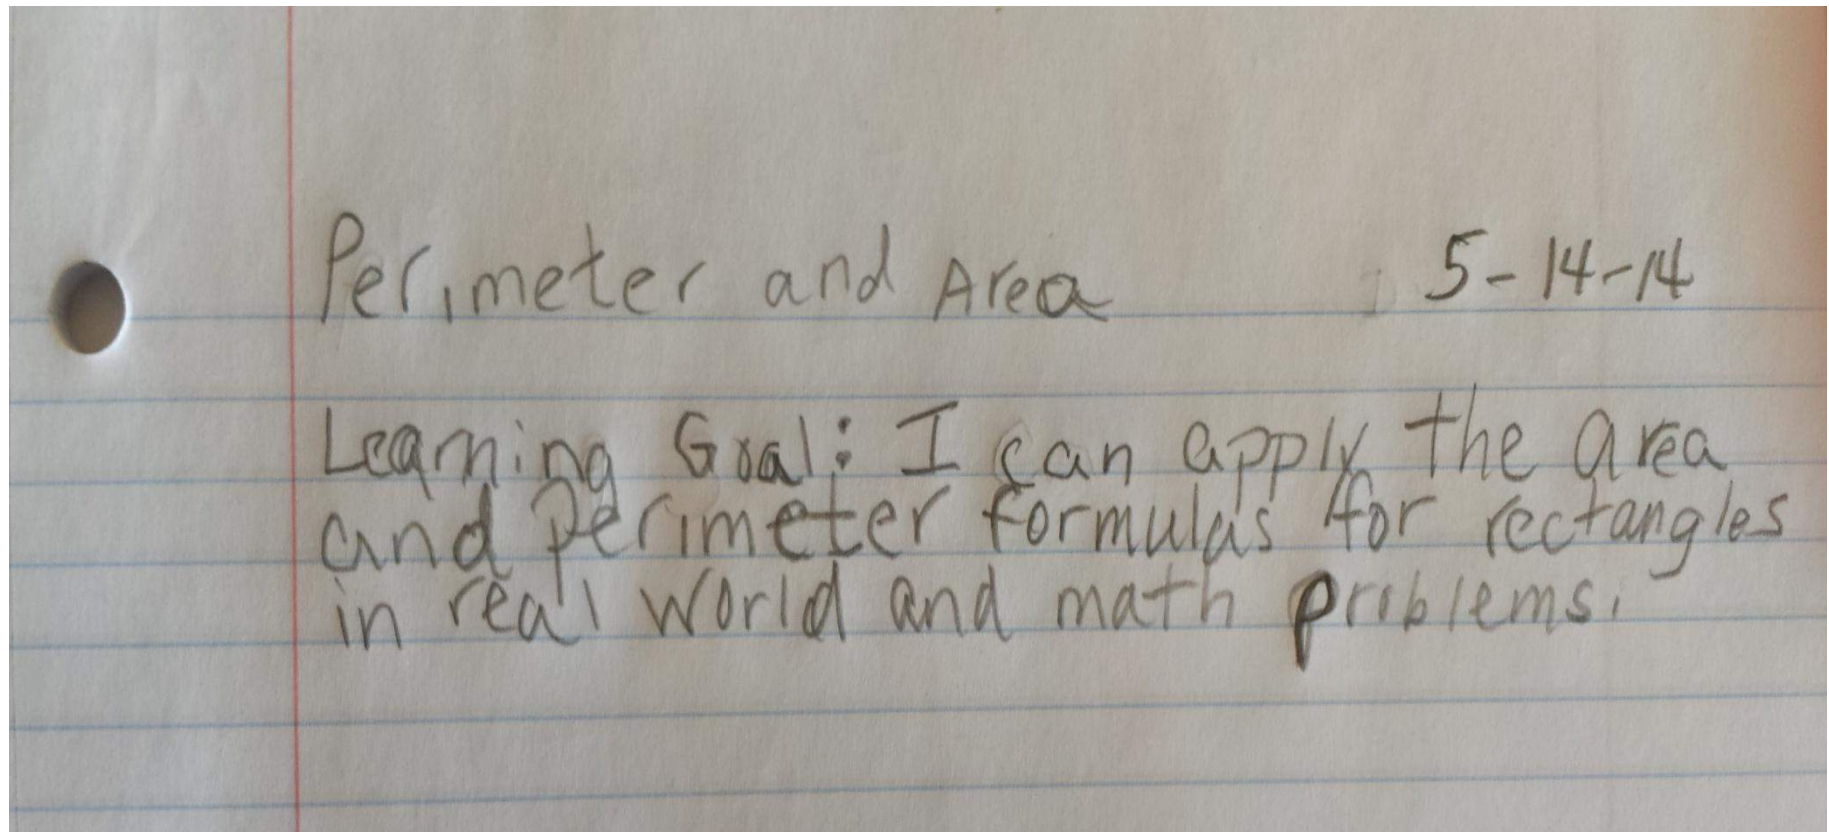 Perimeter and Area 5-14-14
Learning Goal: I can apply the area
and perimeter formulas for rectangles
in real world and math problems.